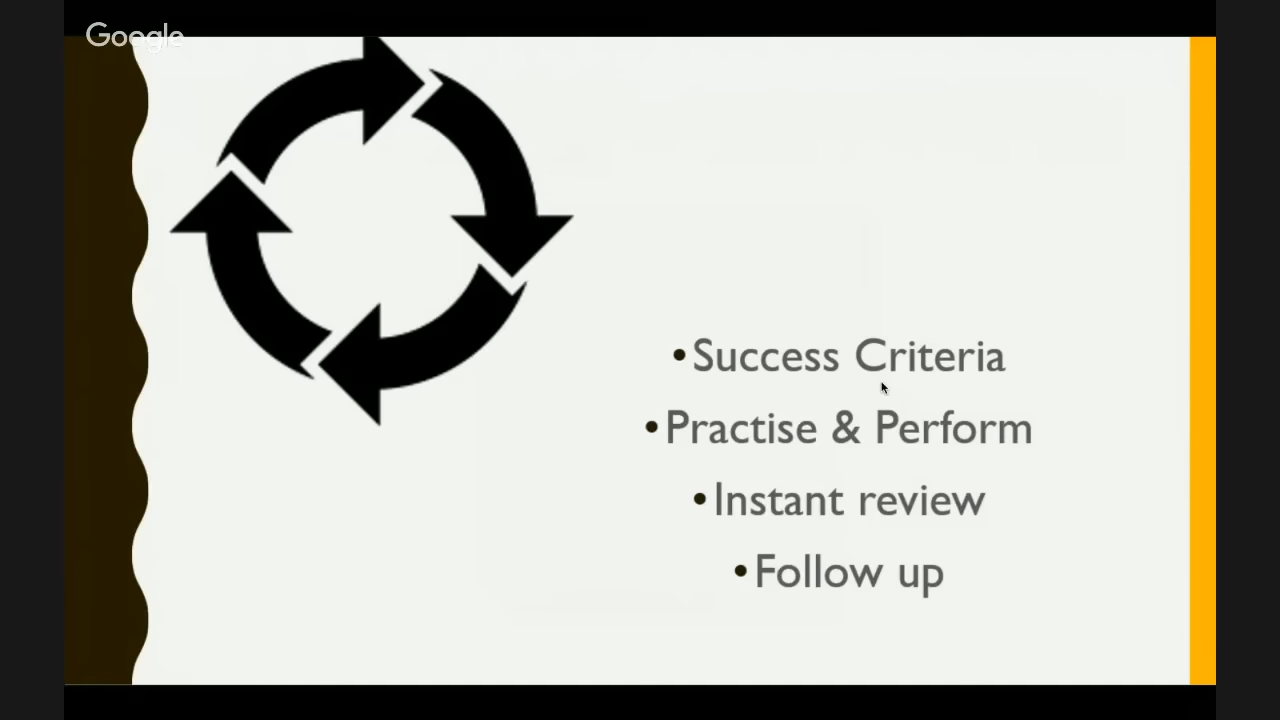 Google
•Success Criteria
•Practise & Perform
•Instant review
•Follow up